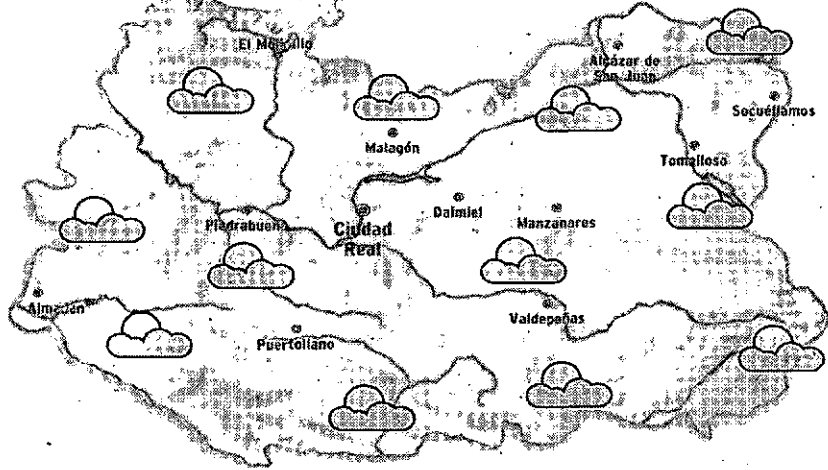 El Molinillo
Alcázar de
San Juan
Socuéllamos
Malagón
Tomelloso
Piedrabuena
Ciudad
Real
Daimiel
Manzanares
Almadén
Valdepeñas
Puertollano